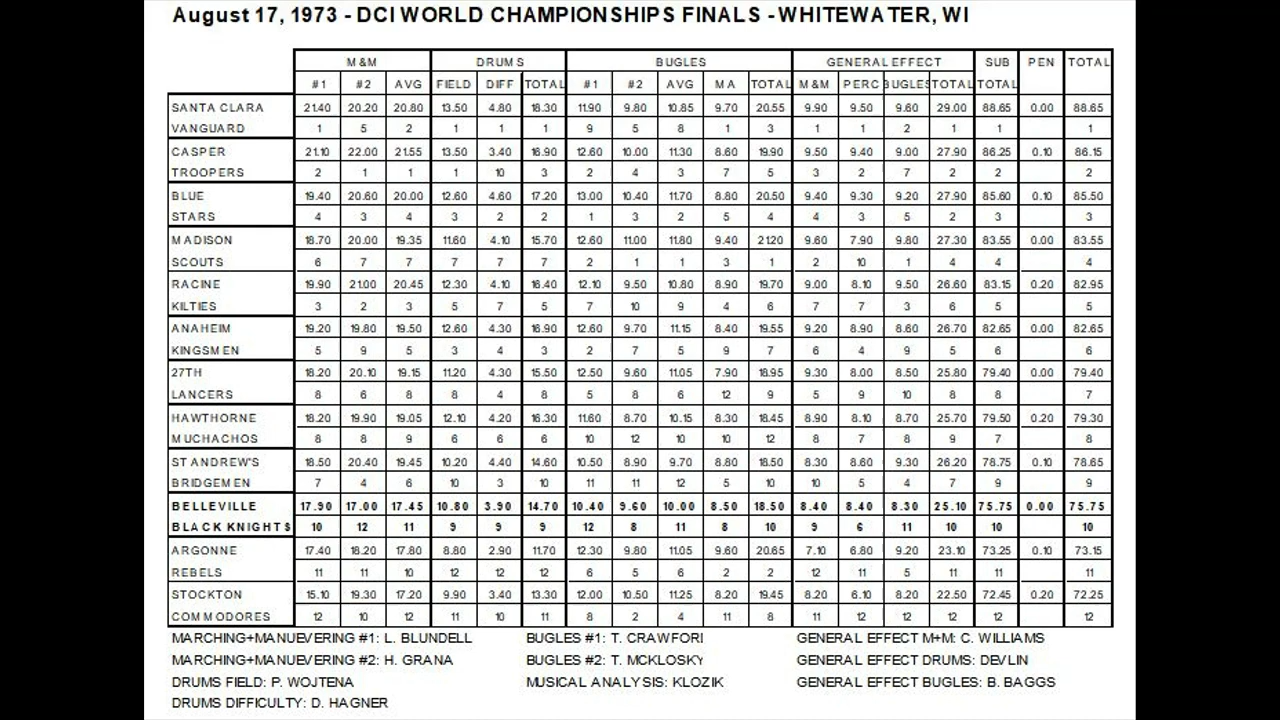 August 17, 1973 - DCI WORLD CHAMPIONSHIPS FINALS - WHITEWATER, WI
M&M DRUMS BUGLES GENERAL EFFECT SUB PEN TOTAL
#1 #2 AVG FIELD DIFF TOTAL #1 #2 AVG MA TOTAL M&M PERC BUGLES TOTAL TOTAL
SANTA CLARA 21.40 20.20 20.80 13.50 4.80 18.30 11.90 9.80 10.85 9.70 20.55 9.90 9.50 9.60 29.00 88.65 0.00 88.65
VANGUARD 1 5 2 1 1 1 9 5 8 1 3 1 1 2 1 1 1
CASPER 21.10 22.00 21.55 13.50 3.40 16.90 12.60 10.00 11.30 8.60 19.90 9.50 9.40 9.00 27.90 86.25 0.10 86.15
TROOPERS 2 1 1 1 10 3 2 4 3 7 5 3 2 7 2 2 2
BLUE 19.40 20.60 20.00 12.60 4.60 17.20 13.00 10.40 11.70 8.80 20.50 9.40 9.30 9.20 27.90 85.60 0.10 85.50
STARS 4 3 4 3 2 2 1 3 2 5 4 4 3 5 2 3 3
MADISON 18.70 20.00 19.35 11.60 4.10 15.70 12.60 11.00 11.80 9.40 21.20 9.60 7.90 9.80 27.30 83.55 0.00 83.55
SCOUTS 6 7 7 7 7 7 2 1 1 3 1 2 10 1 4 4 4
RACINE 19.90 21.00 20.45 12.30 4.10 16.40 12.10 9.50 10.80 8.90 19.70 9.00 8.10 9.50 26.60 83.15 0.20 82.95
KILTIES 3 2 3 5 7 5 7 10 9 4 6 7 7 3 6 5 5
ANAHEIM 19.20 19.80 19.50 12.60 4.30 16.90 12.60 9.70 11.15 8.40 19.55 9.20 8.90 8.60 26.70 82.65 0.00 82.65
KINGSMEN 5 9 5 3 4 3 2 7 5 9 7 6 4 9 5 6 6
27TH 18.20 20.10 19.15 11.20 4.30 15.50 12.50 9.60 11.05 7.90 18.95 9.30 8.00 8.50 25.80 79.40 0.00 79.40
LANCERS 8 6 8 8 4 8 5 8 6 12 9 5 9 10 8 8 7
HAWTHORNE 18.20 19.90 19.05 12.10 4.20 16.30 11.60 8.70 10.15 8.30 18.45 8.90 8.10 8.70 25.70 79.50 0.20 79.30
MUCHACHOS 8 8 9 6 6 6 10 12 10 10 12 8 7 8 9 7 8
ST ANDREW'S 18.50 20.40 19.45 10.20 4.40 14.60 10.50 8.90 9.70 8.80 18.50 8.30 8.60 9.30 26.20 78.75 0.10 78.65
BRIDGEMEN 7 4 6 10 3 10 11 11 12 5 10 10 5 4 7 9 9
BELLEVILLE 17.90 17.00 17.45 10.80 3.90 14.70 10.40 9.60 10.00 8.50 18.50 8.40 8.40 8.30 25.10 75.75 0.00 75.75
BLACK KNIGHTS 10 12 11 9 9 9 12 8 11 8 10 9 6 11 10 10 10
ARGONNE 17.40 18.20 17.80 8.80 2.90 11.70 12.30 9.80 11.05 9.60 20.65 7.10 6.80 9.20 23.10 73.25 0.10 73.15
REBELS 11 11 10 12 12 12 6 5 6 2 2 12 11 5 11 11 11
STOCKTON 15.10 19.30 17.20 9.90 3.40 13.30 12.00 10.50 11.25 8.20 19.45 8.20 6.10 8.20 22.50 72.45 0.20 72.25
COMMODORES 12 10 12 11 10 11 8 2 4 11 8 11 12 12 12 12 12
MARCHING+MANUEVERING #1: L. BLUNDELL BUGLES #1: T. CRAWFORI GENERAL EFFECT M+M: C. WILLIAMS
MARCHING+MANUEVERING #2: H. GRANA BUGLES #2: T. MCKLOSKY GENERAL EFFECT DRUMS: DEVLIN
DRUMS FIELD: P. WOJTENA MUSICAL ANALYSIS: KLOZIK GENERAL EFFECT BUGLES: B. BAGGS
DRUMS DIFFICULTY: D. HAGNER